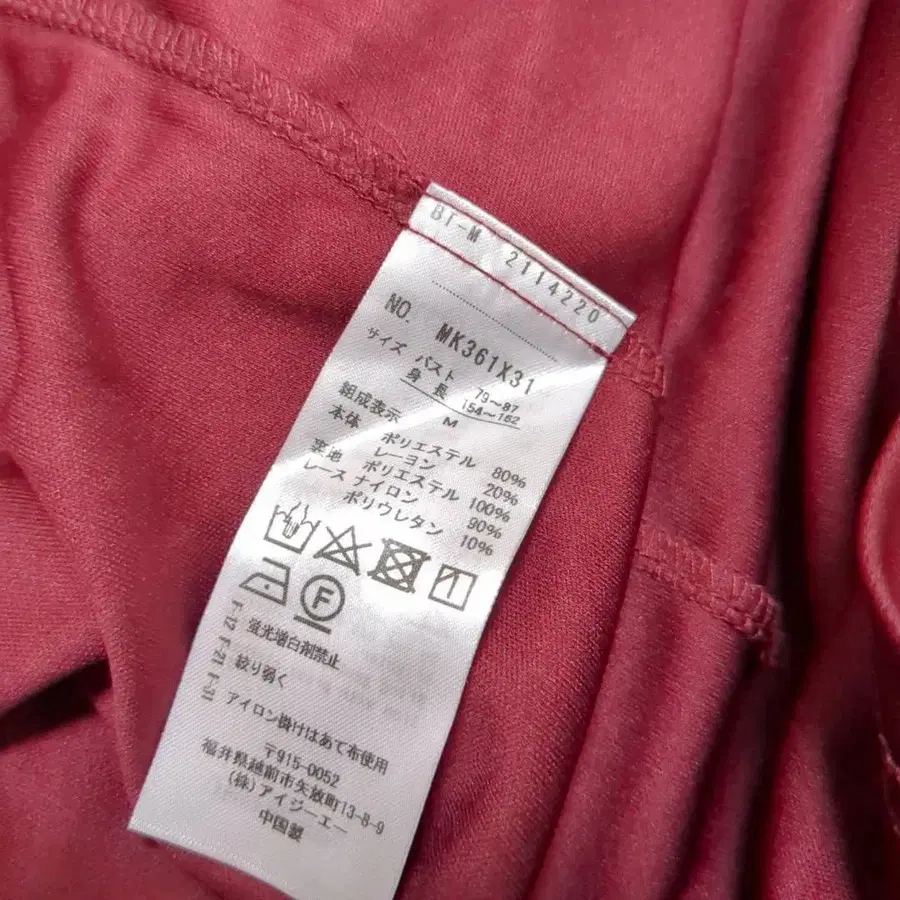 BT-M 2114220
NO. MK361X31
サイズ バスト 79~87
身長 154~162
M
組成表示
本体 ポリエステル 80%
レーヨン 20%
裏地 ポリエステル 100%
レース ナイロン 90%
ポリウレタン 10%
F
F-12 F-21 F-31
蛍光増白剤禁止
絞り弱く
アイロン掛けはあて布使用
〒915-0052
福井県越前市矢放町13-8-9
(株)アイジーエー
中国製